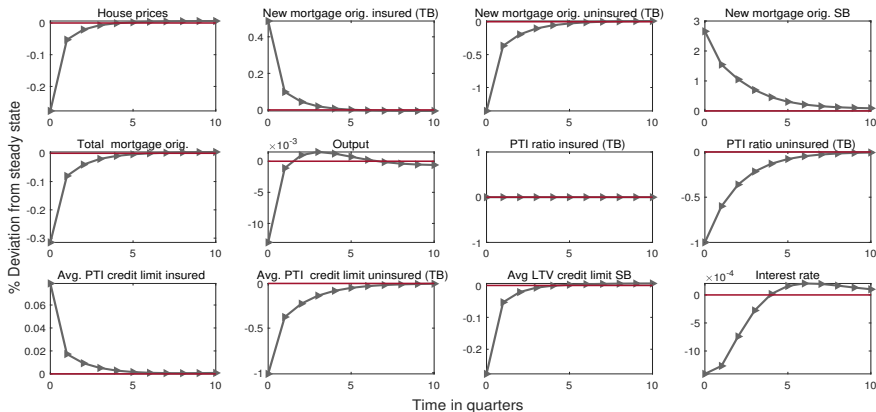 House prices
New mortgage orig. insured (TB)
New mortgage orig. uninsured (TB)
New mortgage orig. SB
0
-0.1
-0.2
0 5 10
0.4
0.2
0
0 5 10
0
-0.5
-1
0 5 10
3
2
1
0
0 5 10
Total mortgage orig.
Output
PTI ratio insured (TB)
PTI ratio uninsured (TB)
0
-0.1
-0.2
-0.3
0 5 10
×10⁻³
0
-5
-10
0 5 10
1
0
-1
0 5 10
0
-0.5
-1
0 5 10
Avg. PTI credit limit insured
Avg. PTI credit limit uninsured (TB)
Avg LTV credit limit SB
Interest rate
0.06
0.04
0.02
0
0 5 10
0
-0.5
-1
0 5 10
0
-0.1
-0.2
0 5 10
×10⁻⁴
0
-5
-10
0 5 10
% Deviation from steady state
Time in quarters